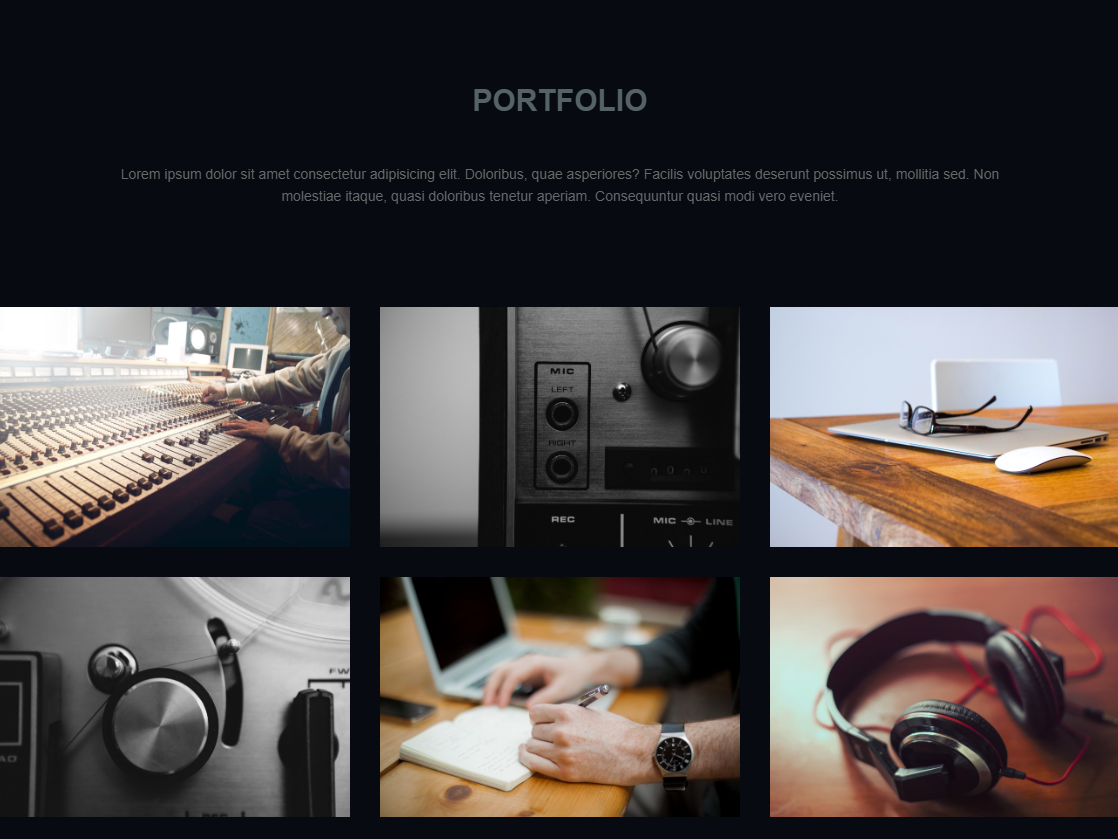 PORTFOLIO
Lorem ipsum dolor sit amet consectetur adipisicing elit. Doloribus, quae asperiores? Facilis voluptates deserunt possimus ut, mollitia sed. Non
molestiae itaque, quasi doloribus tenetur aperiam. Consequuntur quasi modi vero eveniet.
MIC
LEFT
RIGHT
REC
MIC
LINE
FW